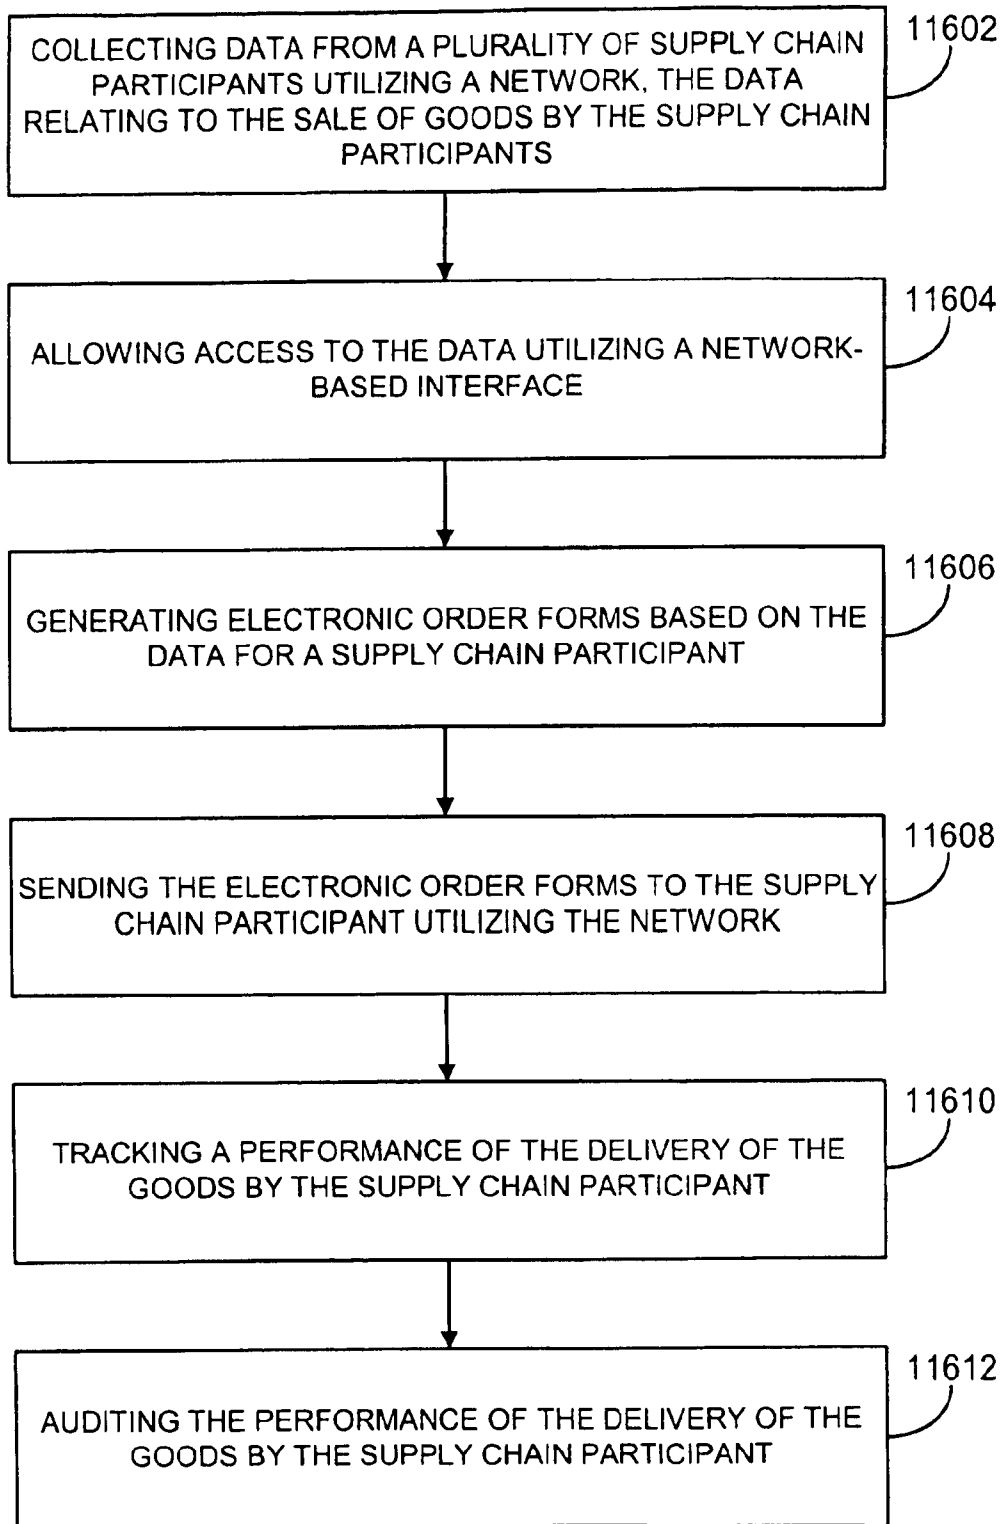 COLLECTING DATA FROM A PLURALITY OF SUPPLY CHAIN
PARTICIPANTS UTILIZING A NETWORK, THE DATA
RELATING TO THE SALE OF GOODS BY THE SUPPLY CHAIN
PARTICIPANTS
11602
ALLOWING ACCESS TO THE DATA UTILIZING A NETWORK-
BASED INTERFACE
11604
GENERATING ELECTRONIC ORDER FORMS BASED ON THE
DATA FOR A SUPPLY CHAIN PARTICIPANT
11606
SENDING THE ELECTRONIC ORDER FORMS TO THE SUPPLY
CHAIN PARTICIPANT UTILIZING THE NETWORK
11608
TRACKING A PERFORMANCE OF THE DELIVERY OF THE
GOODS BY THE SUPPLY CHAIN PARTICIPANT
11610
AUDITING THE PERFORMANCE OF THE DELIVERY OF THE
GOODS BY THE SUPPLY CHAIN PARTICIPANT
11612